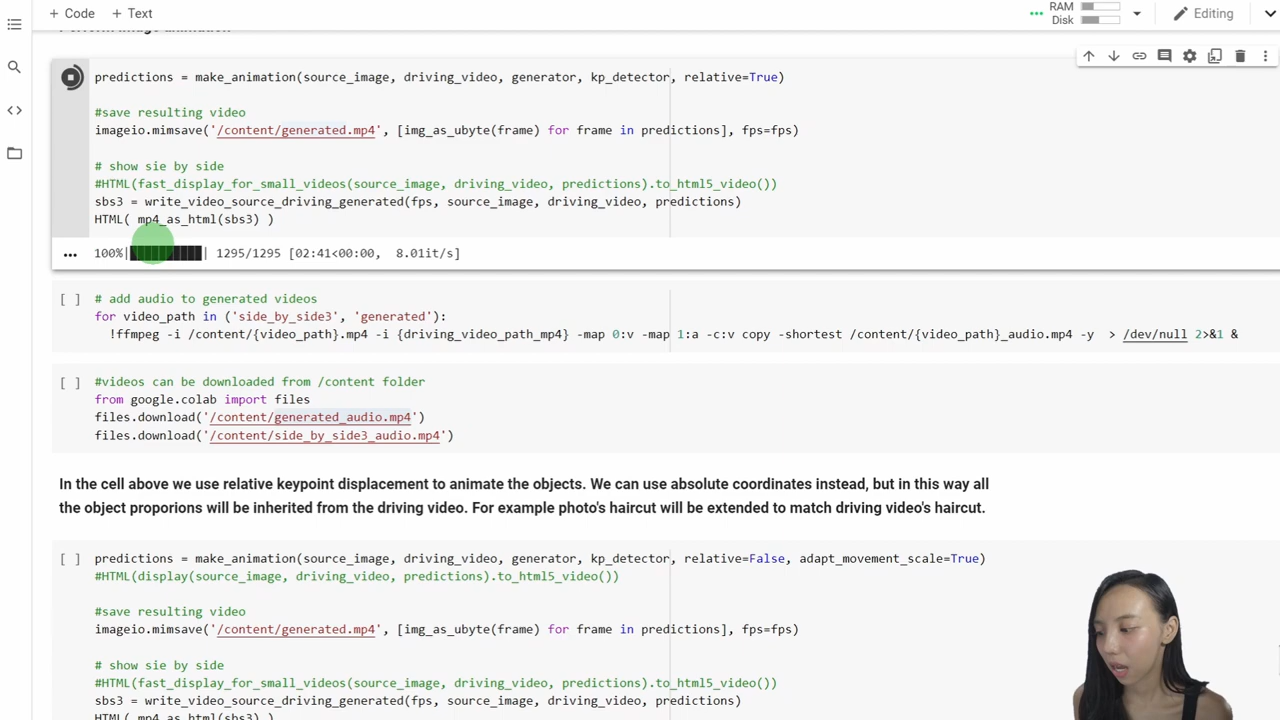 + Code + Text
RAM
Disk
Editing
Perform image animation
predictions = make_animation(source_image, driving_video, generator, kp_detector, relative=True)
#save resulting video
imageio.mimsave('/content/generated.mp4', [img_as_ubyte(frame) for frame in predictions], fps=fps)
# show sie by side
#HTML(fast_display_for_small_videos(source_image, driving_video, predictions).to_html5_video())
sbs3 = write_video_source_driving_generated(fps, source_image, driving_video, predictions)
HTML( mp4_as_html(sbs3) )
100%|██████████| 1295/1295 [02:41<00:00, 8.01it/s]
[ ] # add audio to generated videos
for video_path in ('side_by_side3', 'generated'):
!ffmpeg -i /content/{video_path}.mp4 -i {driving_video_path_mp4} -map 0:v -map 1:a -c:v copy -shortest /content/{video_path}_audio.mp4 -y > /dev/null 2>&1 &
[ ] #videos can be downloaded from /content folder
from google.colab import files
files.download('/content/generated_audio.mp4')
files.download('/content/side_by_side3_audio.mp4')
In the cell above we use relative keypoint displacement to animate the objects. We can use absolute coordinates instead, but in this way all
the object proporions will be inherited from the driving video. For example photo's haircut will be extended to match driving video's haircut.
[ ] predictions = make_animation(source_image, driving_video, generator, kp_detector, relative=False, adapt_movement_scale=True)
#HTML(display(source_image, driving_video, predictions).to_html5_video())
#save resulting video
imageio.mimsave('/content/generated.mp4', [img_as_ubyte(frame) for frame in predictions], fps=fps)
# show sie by side
#HTML(fast_display_for_small_videos(source_image, driving_video, predictions).to_html5_video())
sbs3 = write_video_source_driving_generated(fps, source_image, driving_video, predictions)
HTML( mp4_as_html(sbs3) )